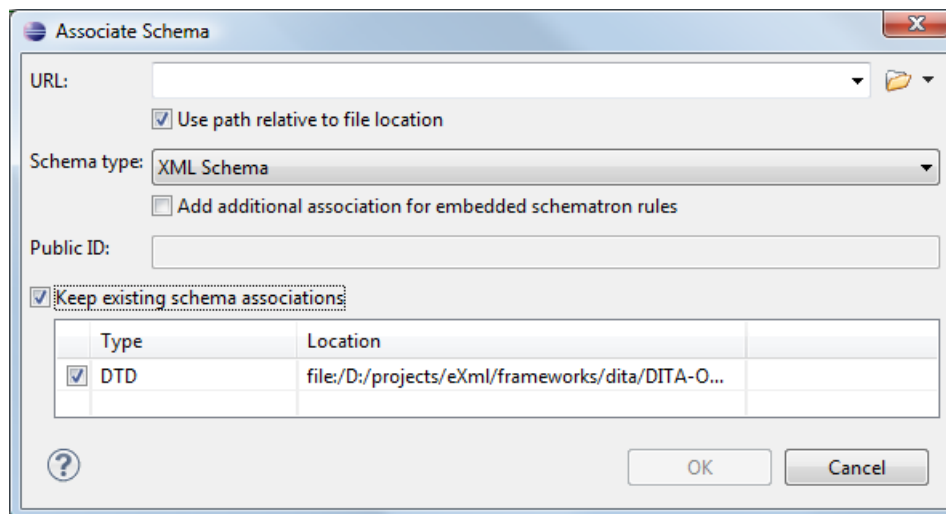 Associate Schema
URL:
Use path relative to file location
Schema type: XML Schema
Add additional association for embedded schematron rules
Public ID:
Keep existing schema associations
Type Location
DTD file:/D:/projects/eXml/frameworks/dita/DITA-O...
? OK Cancel